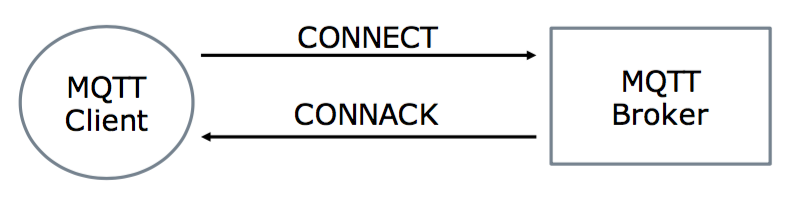 MQTT
Client
CONNECT
CONNACK
MQTT
Broker